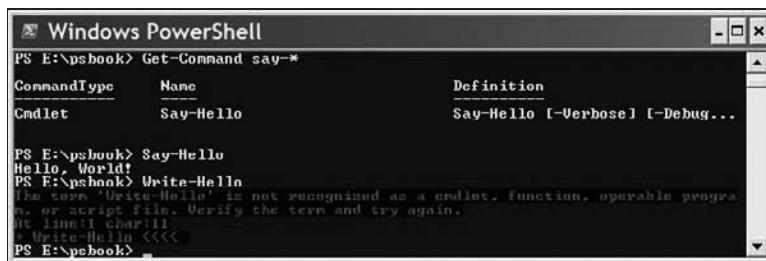 Windows PowerShell
PS E:\psbook> Get-Command say-*
CommandType Name Definition
----------- ---- ----------
Cmdlet Say-Hello Say-Hello [-Verbose] [-Debug...
PS E:\psbook> Say-Hello
Hello, World!
PS E:\psbook> Write-Hello
The term 'Write-Hello' is not recognized as a cmdlet, function, operable progra
m, or script file. Verify the term and try again.
At line:1 char:11
+ Write-Hello <<<<
PS E:\psbook> _